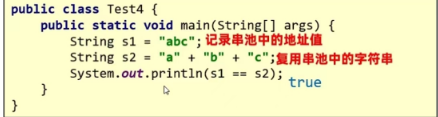 public class Test4 {
public static void main(String[] args) {
String s1 = "abc";记录串池中的地址值
String s2 = "a" + "b" + "c";复用串池中的字符串
System.out.println(s1 == s2);
true
}
}